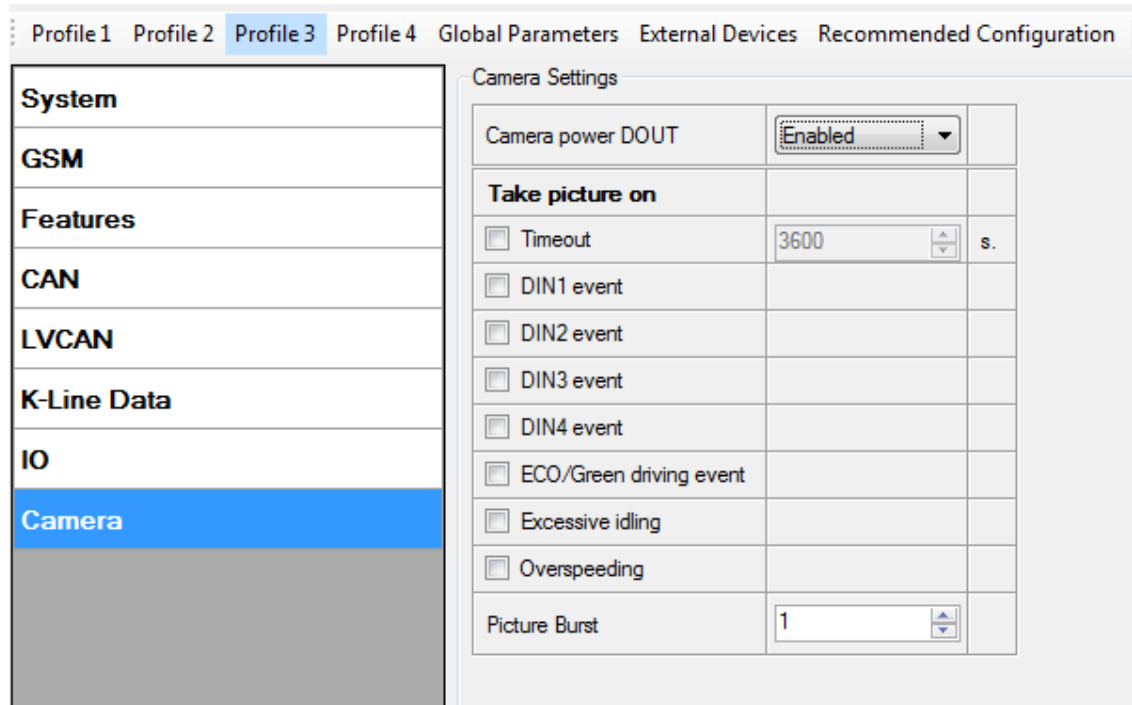 Profile 1 Profile 2 Profile 3 Profile 4 Global Parameters External Devices Recommended Configuration
System
GSM
Features
CAN
LVCAN
K-Line Data
IO
Camera
Camera Settings
Camera power DOUT Enabled
Take picture on
Timeout 3600 s.
DIN1 event
DIN2 event
DIN3 event
DIN4 event
ECO/Green driving event
Excessive idling
Overspeeding
Picture Burst 1